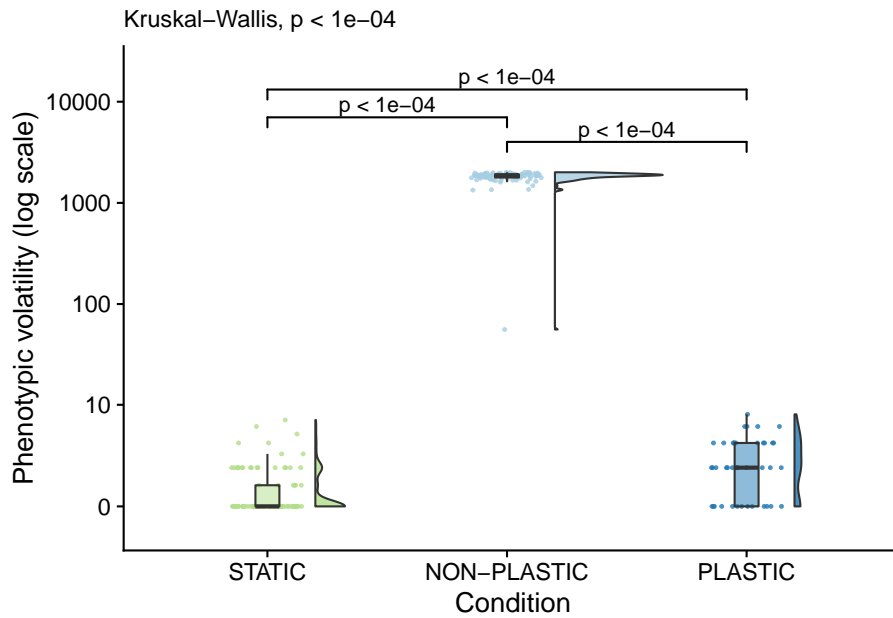 Kruskal−Wallis, p < 1e−04
Phenotypic volatility (log scale)
10000
1000
100
10
0
p < 1e−04
p < 1e−04
p < 1e−04
STATIC
NON−PLASTIC
PLASTIC
Condition